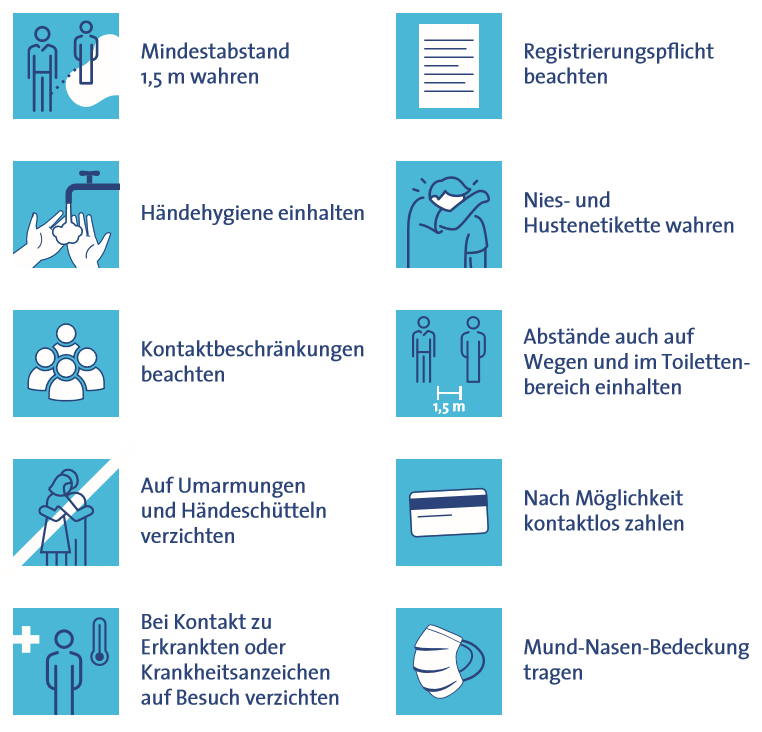 Mindestabstand
1,5 m wahren
Registrierungspflicht
beachten
Händehygiene einhalten
Nies- und
Hustenetikette wahren
Kontaktbeschränkungen
beachten
1,5 m
Abstände auch auf
Wegen und im Toiletten-
bereich einhalten
Auf Umarmungen
und Händeschütteln
verzichten
Nach Möglichkeit
kontaktlos zahlen
Bei Kontakt zu
Erkrankten oder
Krankheitsanzeichen
auf Besuch verzichten
Mund-Nasen-Bedeckung
tragen